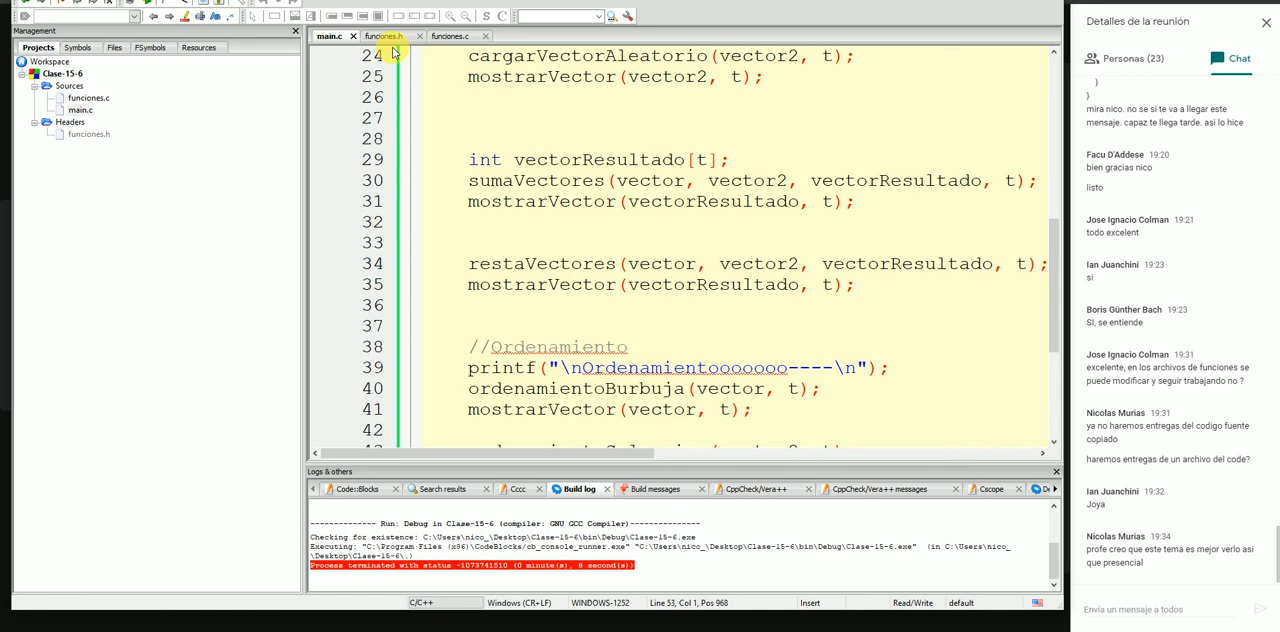 Management
Projects Symbols Files FSymbols Resources
Workspace
Clase-15-6
Sources
funciones.c
main.c
Headers
funciones.h
main.c funciones.h funciones.c
24 cargarVectorAleatorio(vector2, t);
25 mostrarVector(vector2, t);
26
27
28
29 int vectorResultado[t];
30 sumaVectores(vector, vector2, vectorResultado, t);
31 mostrarVector(vectorResultado, t);
32
33
34 restaVectores(vector, vector2, vectorResultado, t);
35 mostrarVector(vectorResultado, t);
36
37
38 //Ordenamiento
39 printf("\nOrdenamientooooooo----\n");
40 ordenamientoBurbuja(vector, t);
41 mostrarVector(vector, t);
42
Logs & others
Code::Blocks Search results Cccc Build log Build messages CppCheck/Vera++ CppCheck/Vera++ messages Cscope
-------------- Run: Debug in Clase-15-6 (compiler: GNU GCC Compiler)---------------
Checking for existence: C:\Users\nico_\Desktop\Clase-15-6\bin\Debug\Clase-15-6.exe
Executing: "C:\Program Files (x86)\CodeBlocks/cb_console_runner.exe" "C:\Users\nico_\Desktop\Clase-15-6\bin\Debug\Clase-15-6.exe"  (in C:\Users\nico_
\Desktop\Clase-15-6\.)
Process terminated with status -1073741510 (0 minute(s), 8 second(s))
C/C++ Windows (CR+LF) WINDOWS-1252 Line 53, Col 1, Pos 968 Insert Read/Write default
Detalles de la reunión
Personas (23) Chat
}
}
mira nico. no se si te va a llegar este
mensaje. capaz te llega tarde. asi lo hice
Facu D'Addese 19:20
bien gracias nico
listo
Jose Ignacio Colman 19:21
todo excelent
Ian Juanchini 19:23
si
Boris Günther Bach 19:23
SI, se entiende
Jose Ignacio Colman 19:31
excelente, en los archivos de funciones se
puede modificar y seguir trabajando no ?
Nicolas Murias 19:31
ya no haremos entregas del codigo fuente
copiado
haremos entregas de un archivo del code?
Ian Juanchini 19:32
Joya
Nicolas Murias 19:34
profe creo que este tema es mejor verlo asi
que presencial
Envía un mensaje a todos